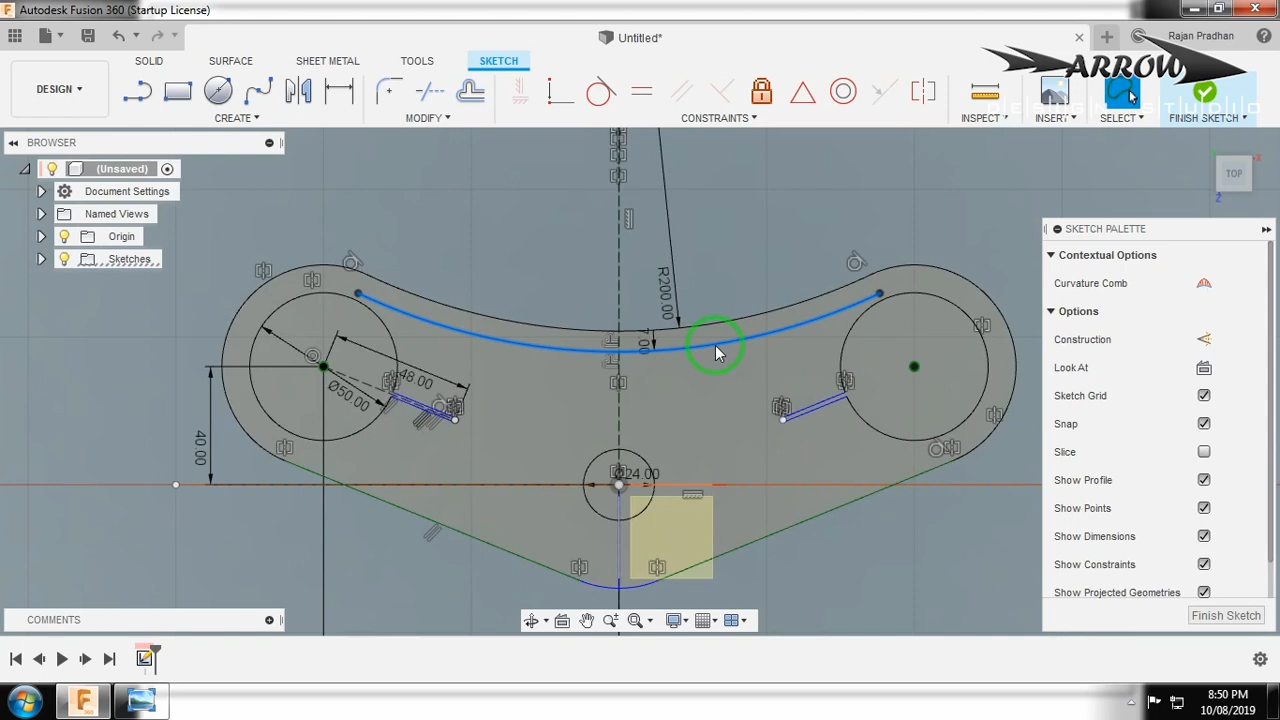 Autodesk Fusion 360 (Startup License)
Untitled*
Rajan Pradhan
ARROW
DESIGN STUDIO
SOLID
SURFACE
SHEET METAL
TOOLS
SKETCH
DESIGN
CREATE
MODIFY
CONSTRAINTS
INSPECT
INSERT
SELECT
FINISH SKETCH
BROWSER
(Unsaved)
Document Settings
Named Views
Origin
Sketches
TOP
X
Z
R200.00
7.00
48.00
Ø50.00
40.00
Ø24.00
SKETCH PALETTE
Contextual Options
Curvature Comb
Options
Construction
Look At
Sketch Grid
Snap
Slice
Show Profile
Show Points
Show Dimensions
Show Constraints
Show Projected Geometries
Finish Sketch
COMMENTS
8:50 PM
10/08/2019